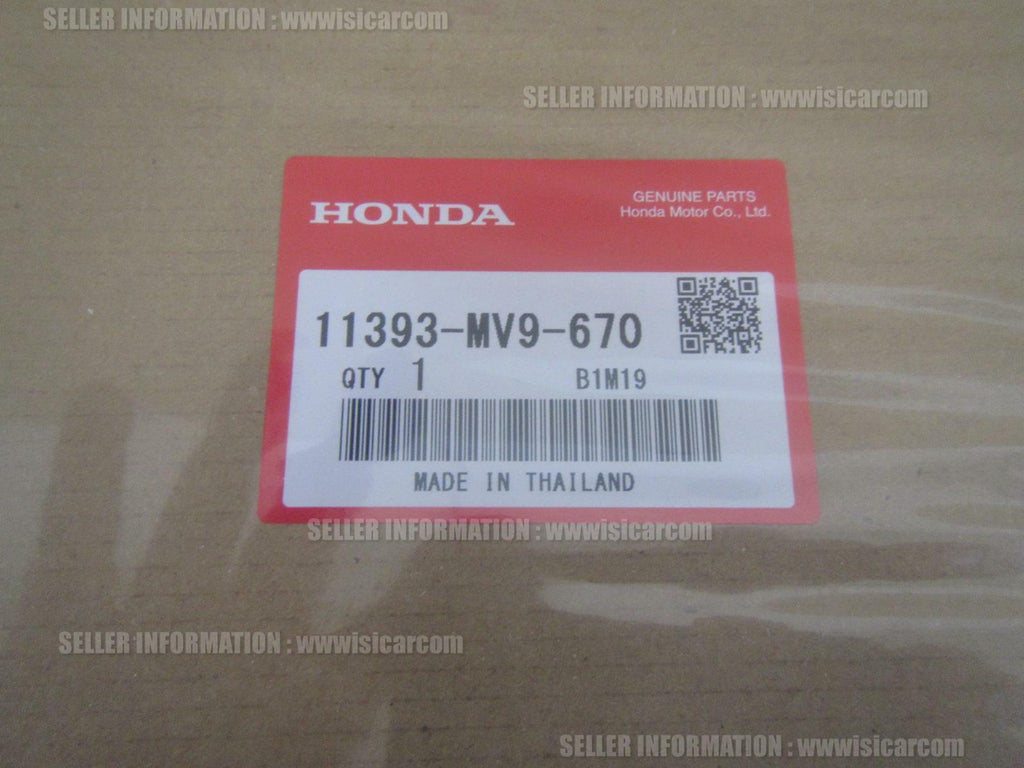 SELLER INFORMATION : wwwisicarcom
SELLER INFORMATION : wwwisicarcom
HONDA
GENUINE PARTS
Honda Motor Co., Ltd.
11393-MV9-670
QTY 1 B1M19
MADE IN THAILAND
SELLER INFORMATION : wwwisicarcom
SELLER INFORMATION : wwwisicarcom
SELLER INFORMATION : wwwisicarcom